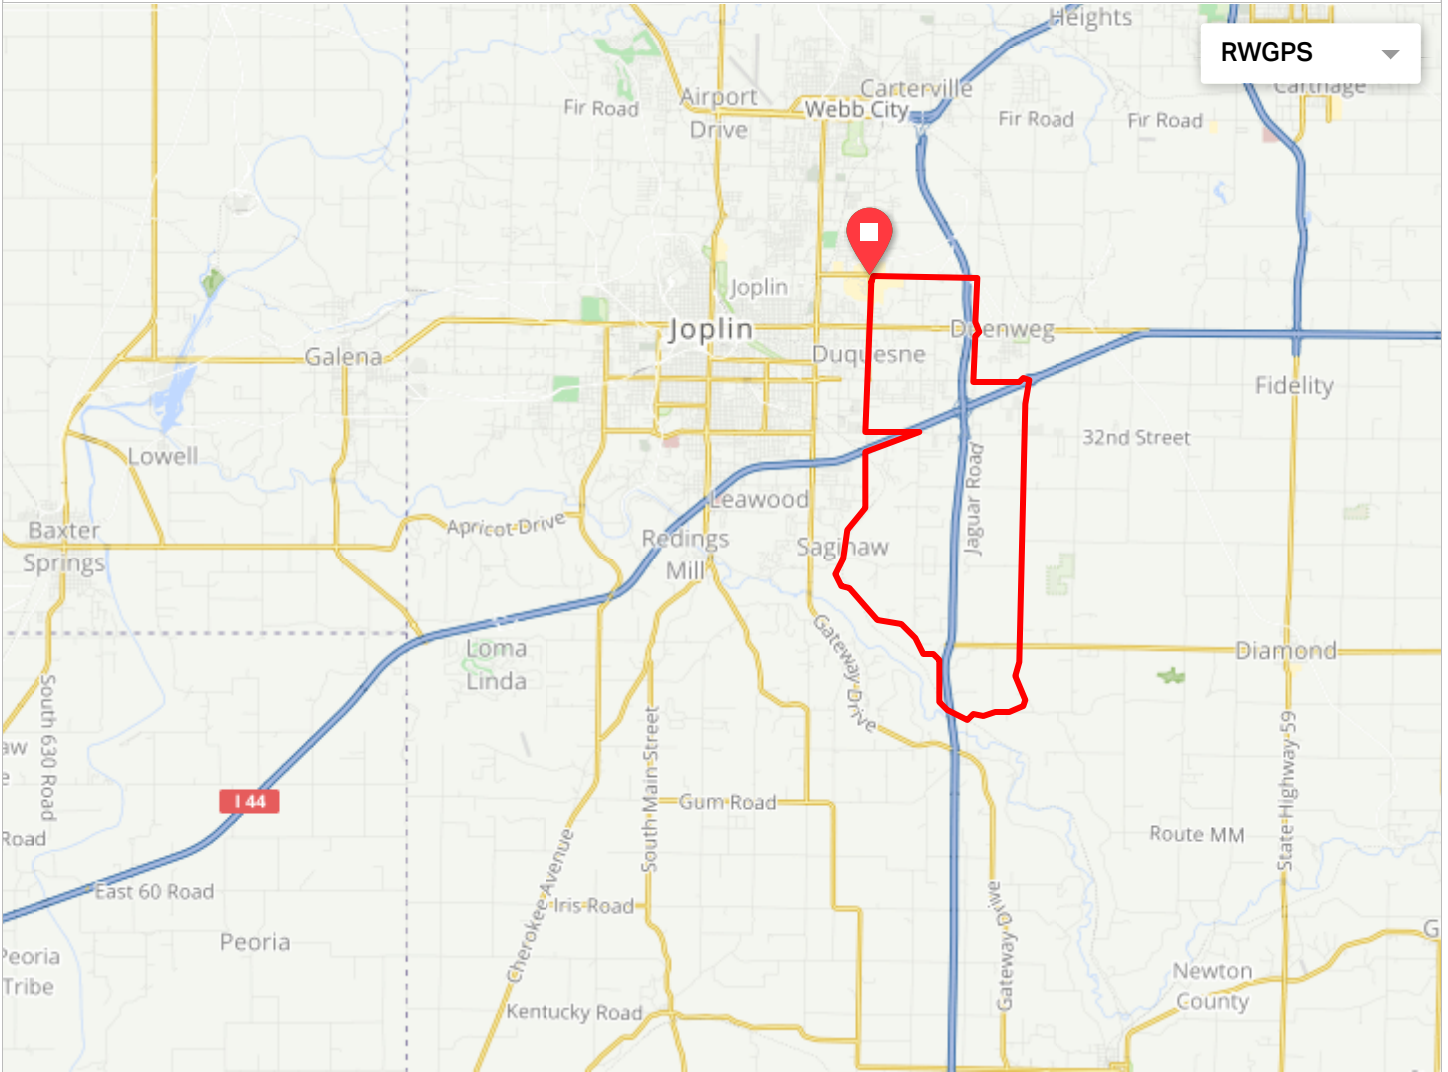 Heights
RWGPS
Carthage
Carterville
Airport
Drive
Fir Road
Webb City
Fir Road
Fir Road
Joplin
Joplin
Duenweg
Galena
Duquesne
Fidelity
32nd Street
Lowell
Jaguar Road
Leawood
Apricot Drive
Baxter
Springs
Redings
Mill
Saginaw
Loma
Linda
Gateway Drive
Diamond
South 630 Road
aw
e
South Main Street
State Highway 59
I 44
Gum Road
Road
Route MM
East 60 Road
Cherokee Avenue
Iris Road
Gateway Drive
Peoria
G
Peoria
Tribe
Newton
County
Kentucky Road